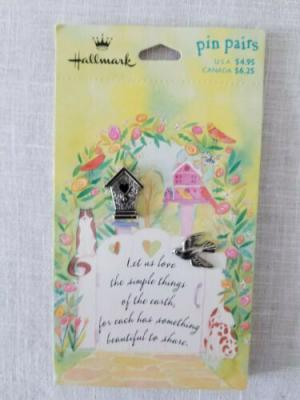 Hallmark
pin pairs
U.S.A. $4.95
CANADA $6.25
Let us love
the simple things
of the earth,
for each has something
beautiful to share.